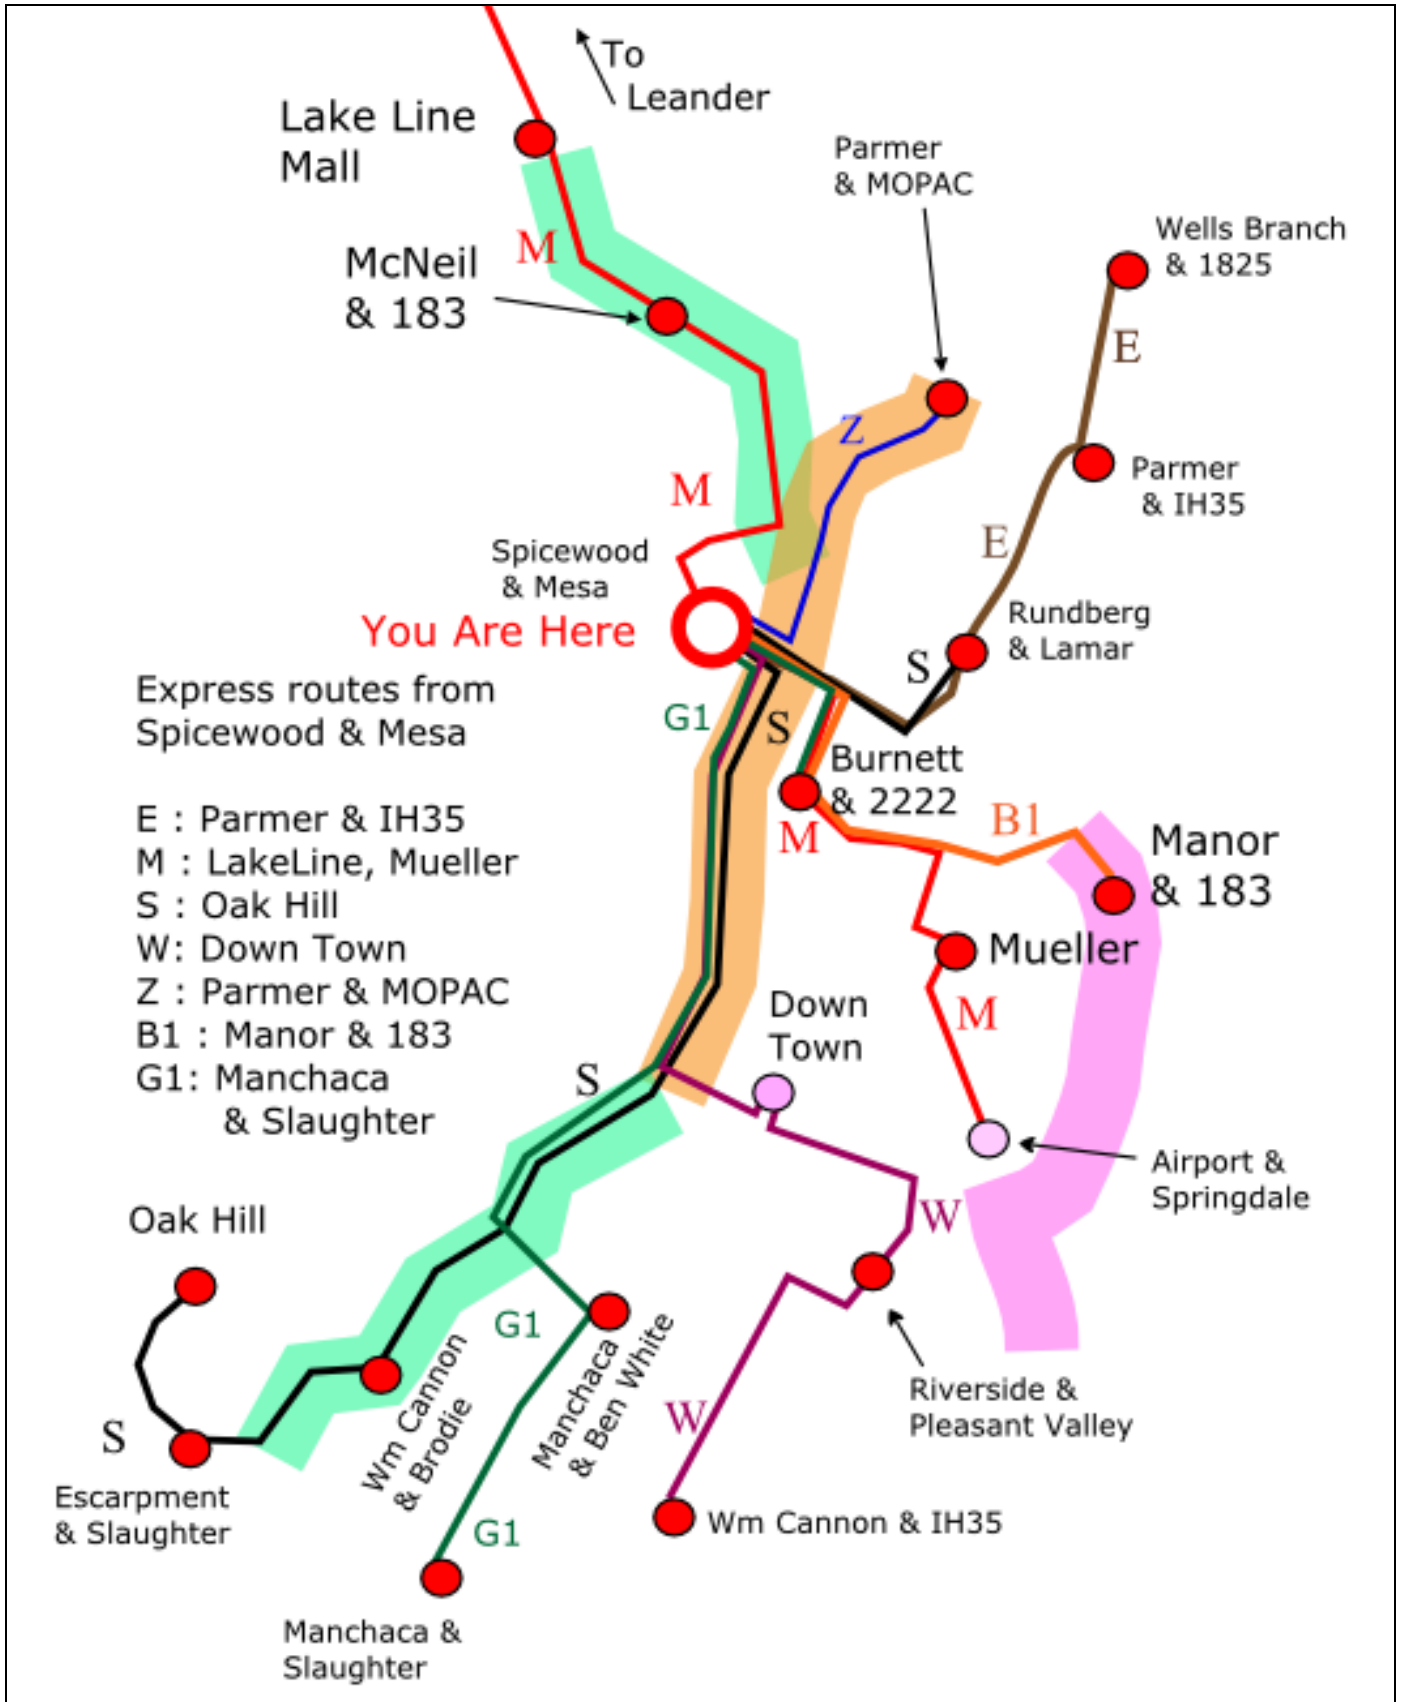 To
Leander
Lake Line
Mall
Parmer
& MOPAC
Wells Branch
& 1825
M
McNeil
& 183
E
Z
Parmer
& IH35
M
E
Spicewood
& Mesa
You Are Here
Rundberg
& Lamar
S
Express routes from
Spicewood & Mesa
G1
S
Burnett
& 2222
E : Parmer & IH35
M : LakeLine, Mueller
S : Oak Hill
W: Down Town
Z : Parmer & MOPAC
B1 : Manor & 183
G1: Manchaca
& Slaughter
M
B1
Manor
& 183
Mueller
M
Down
Town
S
Airport &
Springdale
Oak Hill
W
G1
Wm Cannon
& Brodie
Manchaca
& Ben White
Riverside &
Pleasant Valley
W
S
Escarpment
& Slaughter
G1
Wm Cannon & IH35
Manchaca &
Slaughter